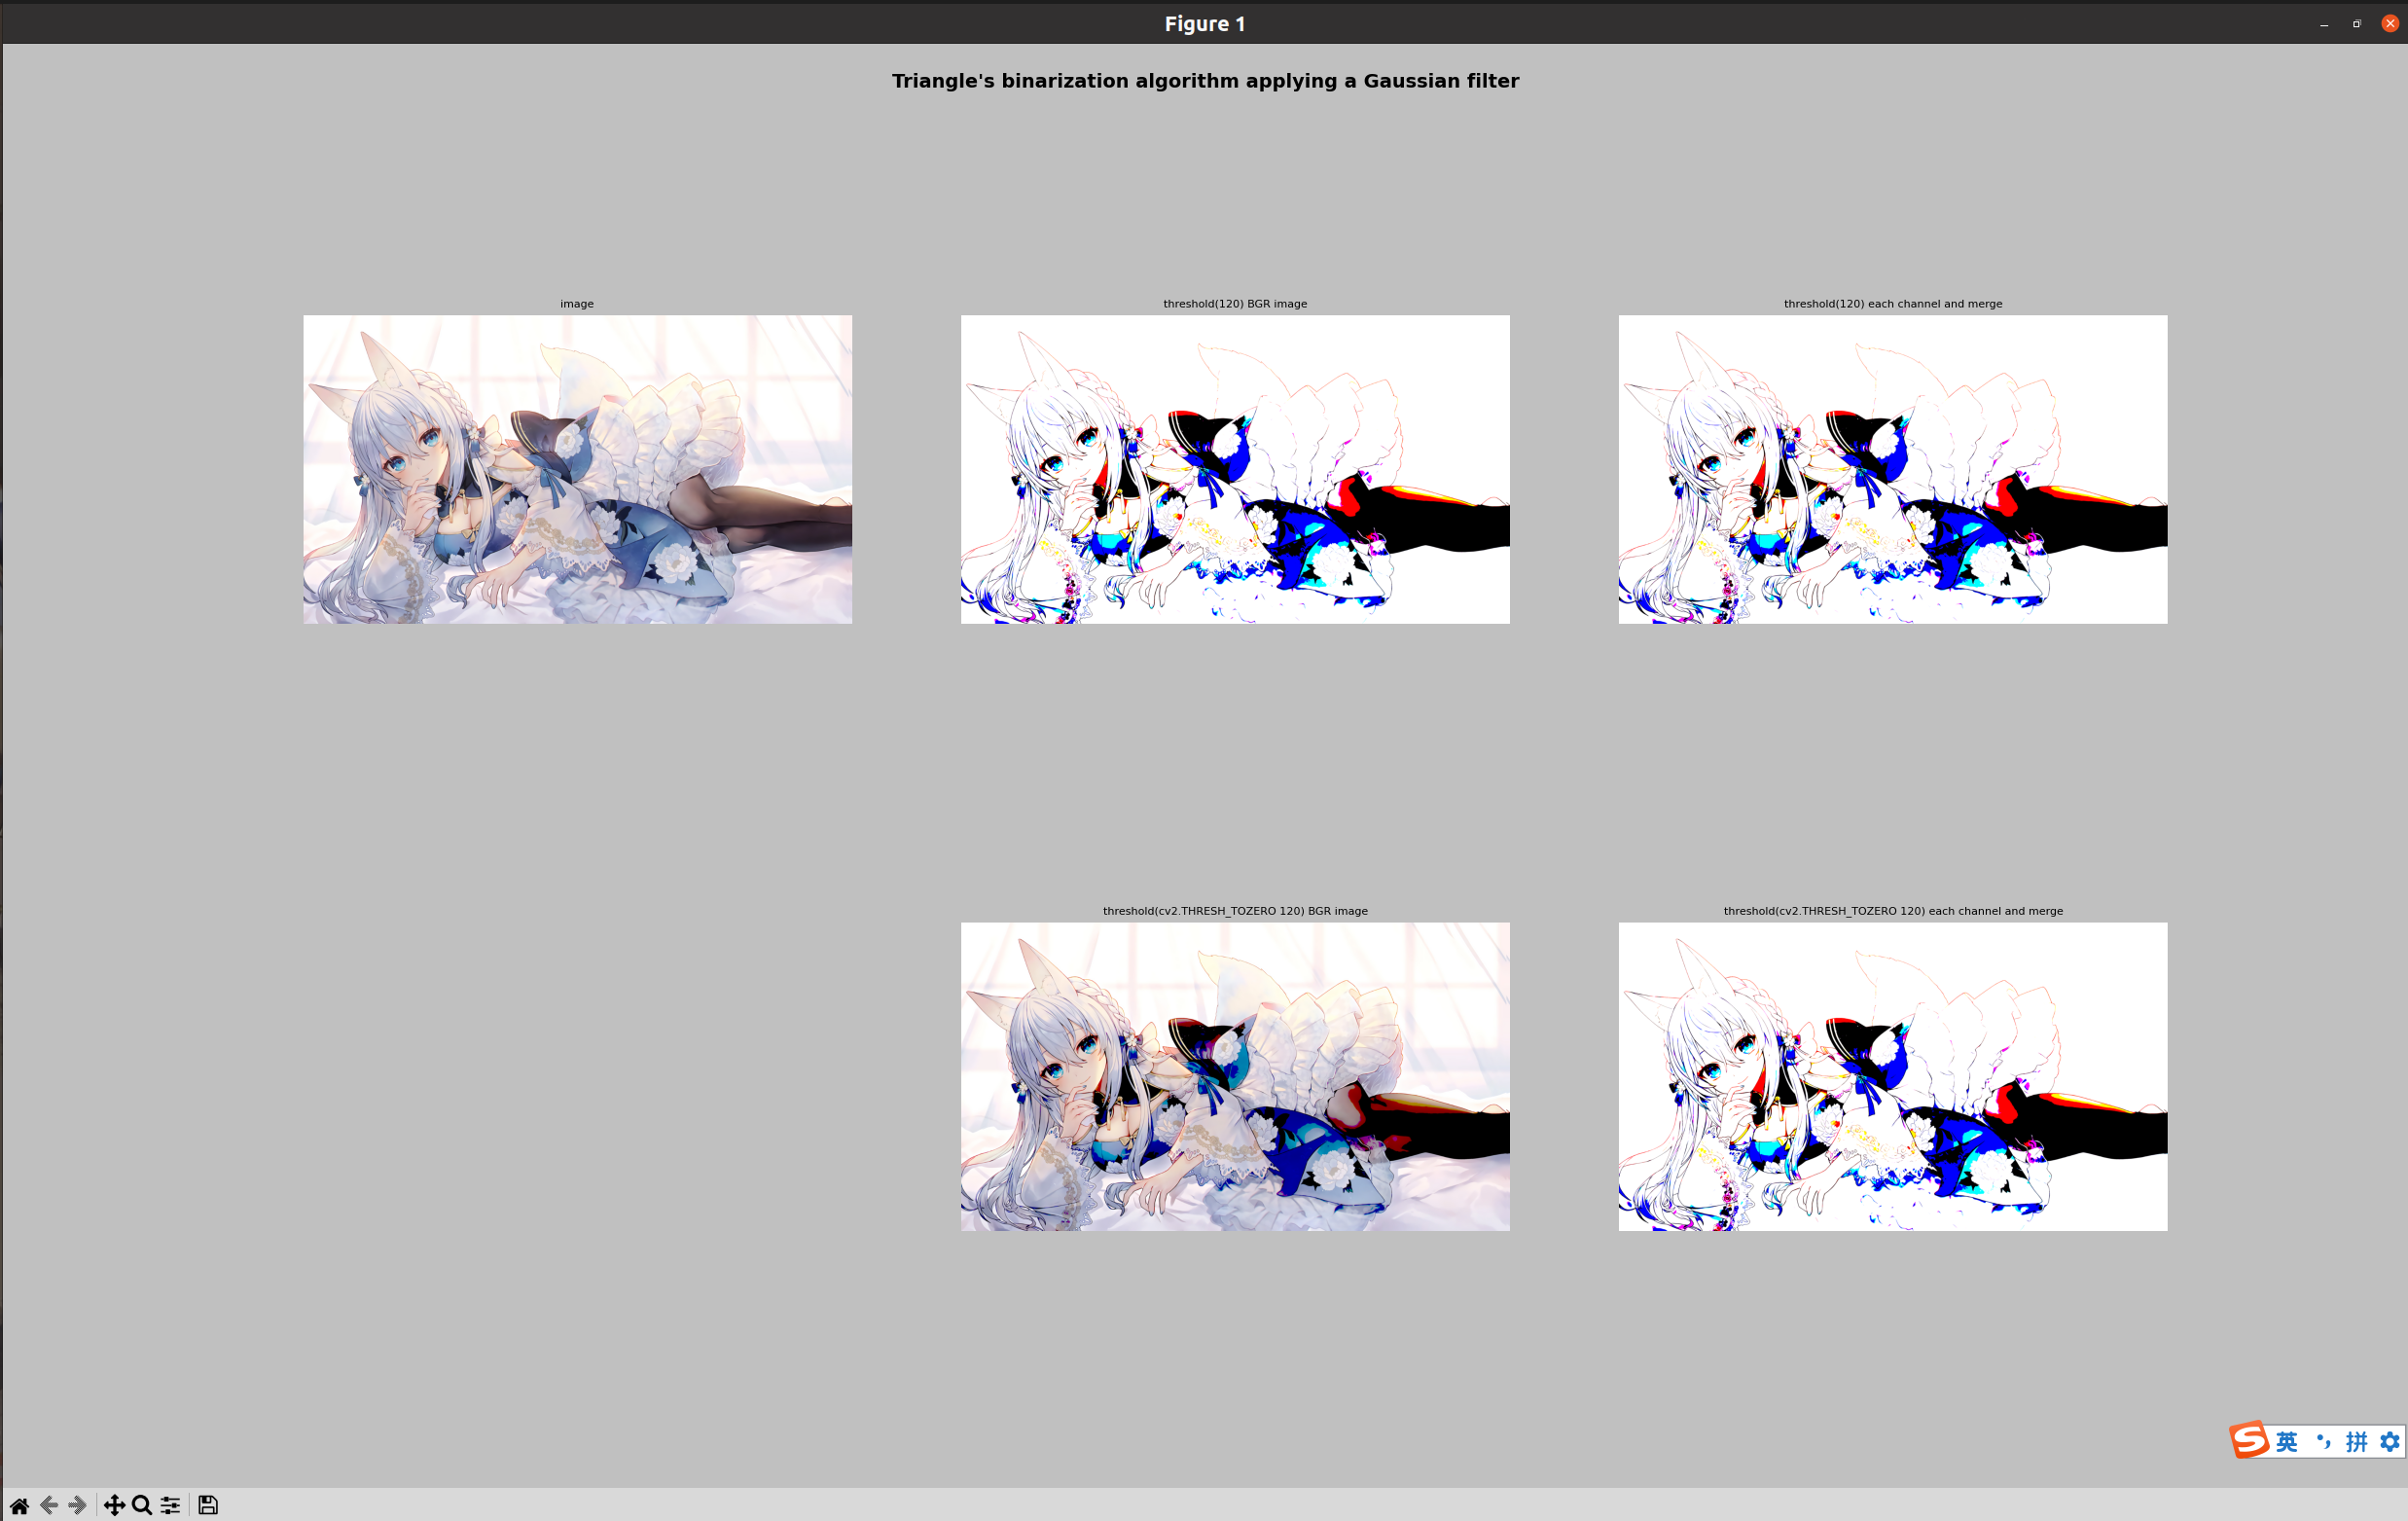 Figure 1
Triangle's binarization algorithm applying a Gaussian filter
image
threshold(120) BGR image
threshold(120) each channel and merge
threshold(cv2.THRESH_TOZERO 120) BGR image
threshold(cv2.THRESH_TOZERO 120) each channel and merge
S 英 •, 拼